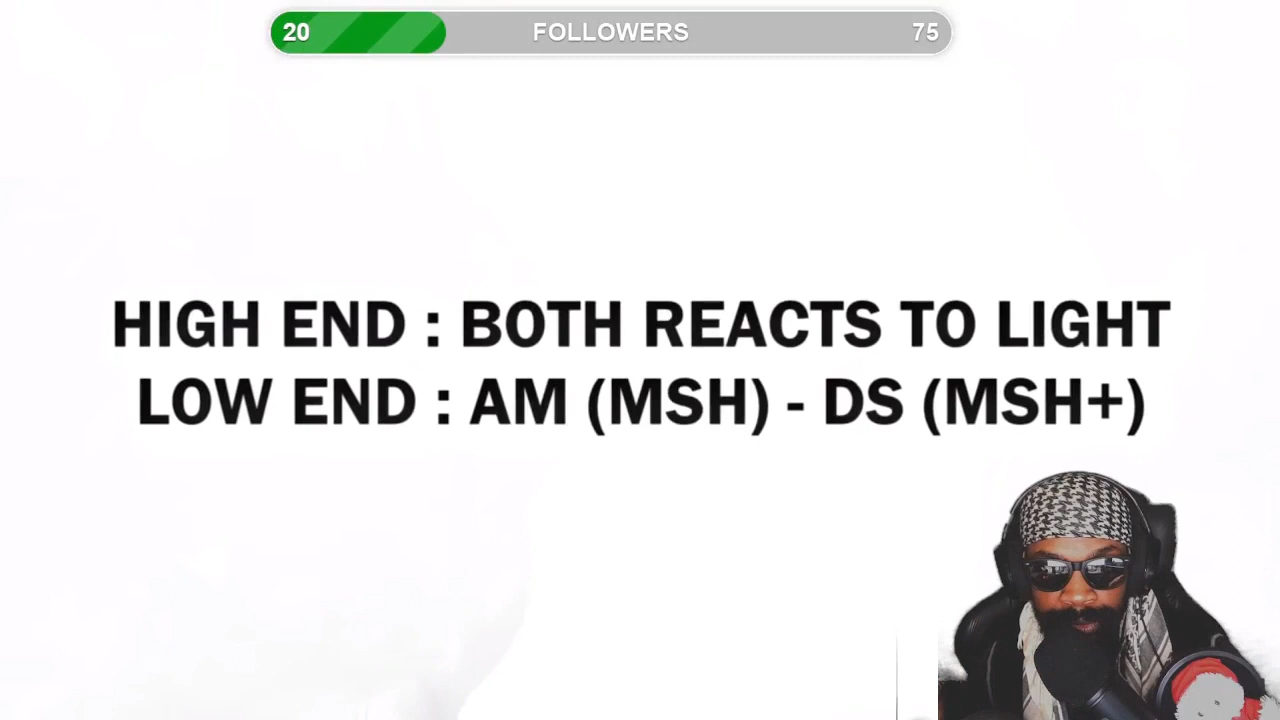 20 FOLLOWERS 75
HIGH END : BOTH REACTS TO LIGHT
LOW END : AM (MSH) - DS (MSH+)